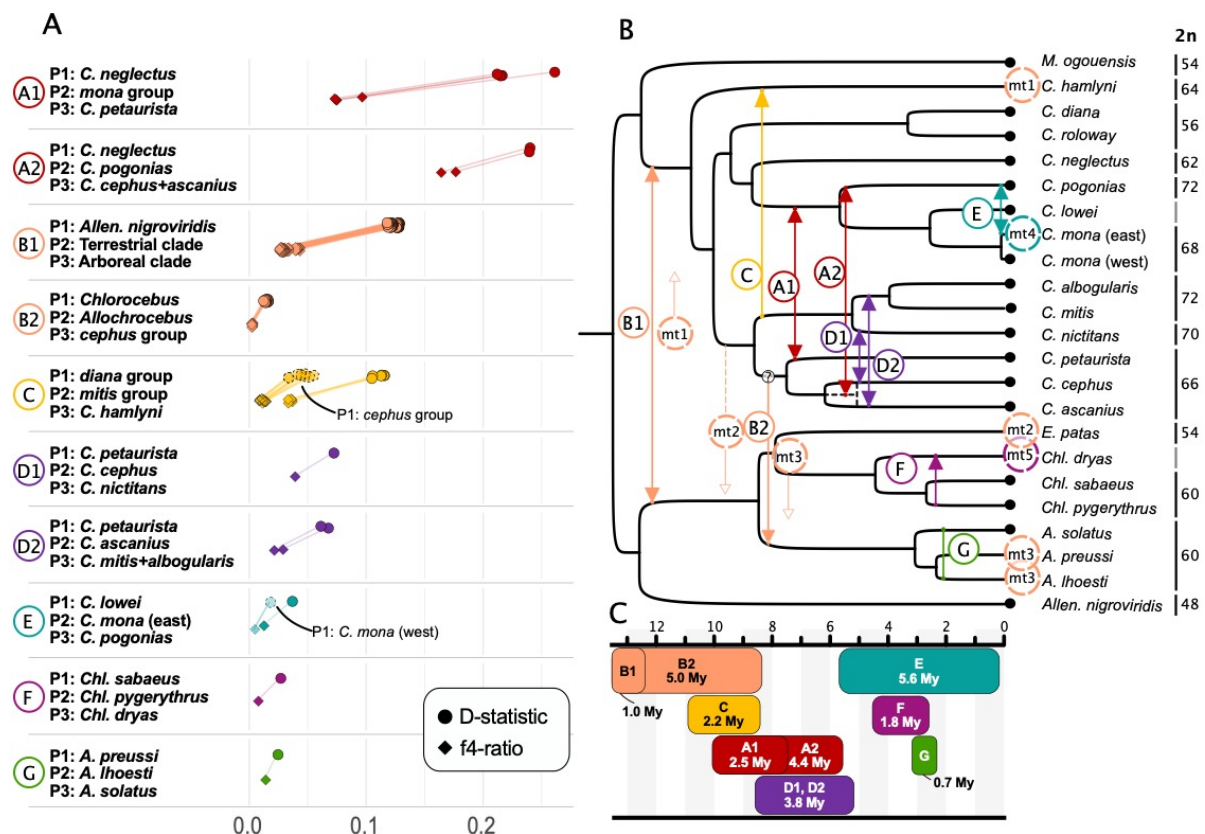 A
A1
P1: C. neglectus
P2: mona group
P3: C. petaurista
A2
P1: C. neglectus
P2: C. pogonias
P3: C. cephus+ascanius
B1
P1: Allen. nigroviridis
P2: Terrestrial clade
P3: Arboreal clade
B2
P1: Chlorocebus
P2: Allochrocebus
P3: cephus group
C
P1: diana group
P2: mitis group
P3: C. hamlyni
P1: cephus group
D1
P1: C. petaurista
P2: C. cephus
P3: C. nictitans
D2
P1: C. petaurista
P2: C. ascanius
P3: C. mitis+albogularis
E
P1: C. lowei
P2: C. mona (east)
P3: C. pogonias
P1: C. mona (west)
F
P1: Chl. sabaeus
P2: Chl. pygerythrus
P3: Chl. dryas
G
P1: A. preussi
P2: A. lhoesti
P3: A. solatus
D-statistic
f4-ratio
0.0 0.1 0.2
B
2n
M. ogouensis 54
mt1 C. hamlyni 64
C. diana
56
C. roloway
C. neglectus 62
C. pogonias 72
E
C. lowei
mt4 C. mona (east)
68
C. mona (west)
C A1 A2
C. albogularis
72
C. mitis
B1 mt1
D1
C. nictitans 70
D2
C. petaurista
?
C. cephus 66
C. ascanius
mt2 B2
mt2 E. patas 54
mt3
mt5 Chl. dryas
F
Chl. sabaeus
60
Chl. pygerythrus
A. solatus
G
mt3 A. preussi 60
mt3 A. lhoesti
Allen. nigroviridis 48
C
12 10 8 6 4 2 0
B1
B2
5.0 My
1.0 My
E
5.6 My
C
2.2 My
F
1.8 My
A1
2.5 My
A2
4.4 My
G
0.7 My
D1, D2
3.8 My